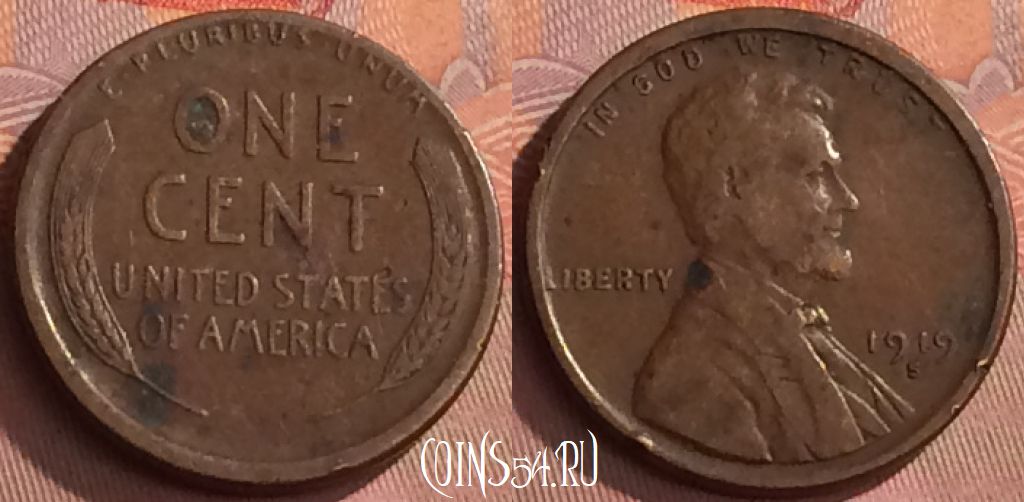 E PLURIBUS UNUM
ONE
CENT
UNITED STATES
OF AMERICA
IN GOD WE TRUST
LIBERTY
1919
S
COINS54.RU